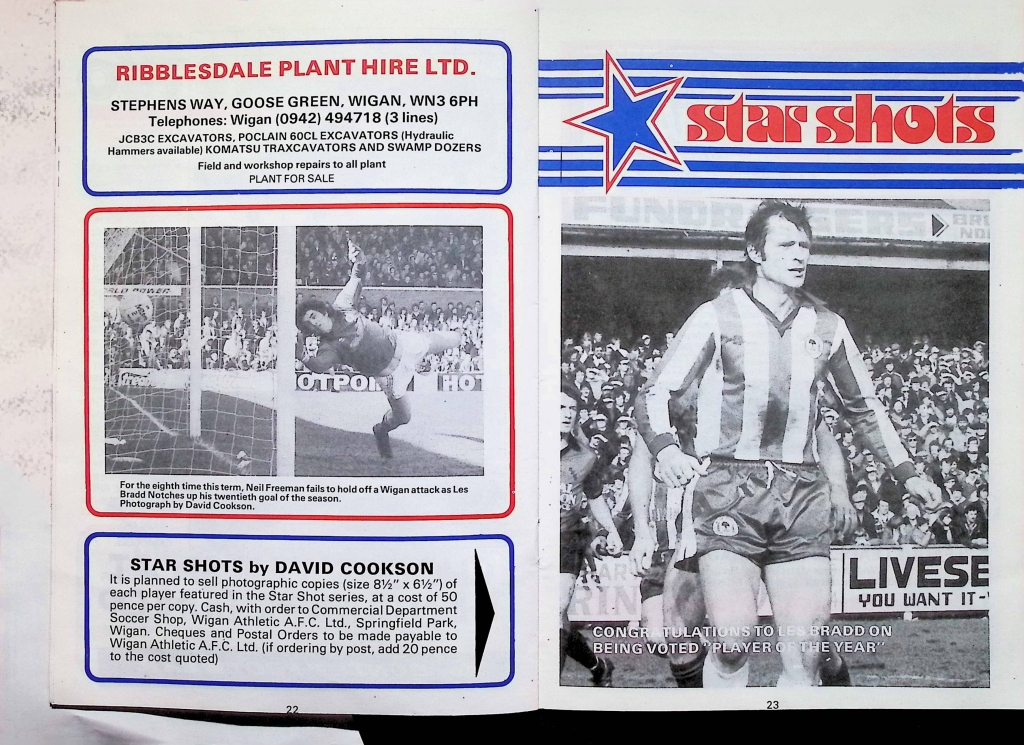 RIBBLESDALE PLANT HIRE LTD.
STEPHENS WAY, GOOSE GREEN, WIGAN, WN3 6PH
Telephones: Wigan (0942) 494718 (3 lines)
JCB3C EXCAVATORS, POCLAIN 60CL EXCAVATORS (Hydraulic
Hammers available) KOMATSU TRAXCAVATORS AND SWAMP DOZERS
Field and workshop repairs to all plant
PLANT FOR SALE
HOTPOI
HOT
For the eighth time this term, Neil Freeman fails to hold off a Wigan attack as Les
Bradd Notches up his twentieth goal of the season.
Photograph by David Cookson.
STAR SHOTS by DAVID COOKSON
It is planned to sell photographic copies (size 8½" x 6½") of
each player featured in the Star Shot series, at a cost of 50
pence per copy. Cash, with order to Commercial Department
Soccer Shop, Wigan Athletic A.F.C. Ltd., Springfield Park,
Wigan. Cheques and Postal Orders to be made payable to
Wigan Athletic A.F.C. Ltd. (if ordering by post, add 20 pence
to the cost quoted)
22
star shots
FUNDRAISERS
LIVESE
YOU WANT IT-
CONGRATULATIONS TO LES BRADD ON
BEING VOTED "PLAYER OF THE YEAR"
23